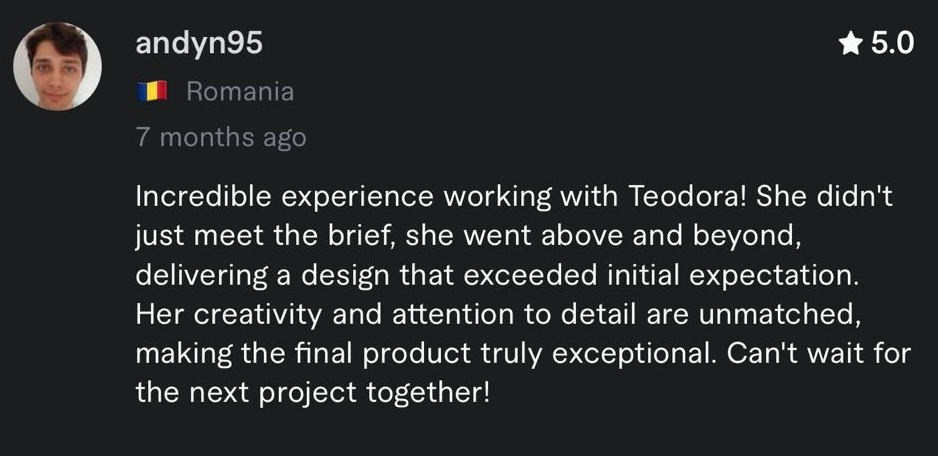 andyn95
5.0
Romania
7 months ago
Incredible experience working with Teodora! She didn't
just meet the brief, she went above and beyond,
delivering a design that exceeded initial expectation.
Her creativity and attention to detail are unmatched,
making the final product truly exceptional. Can't wait for
the next project together!